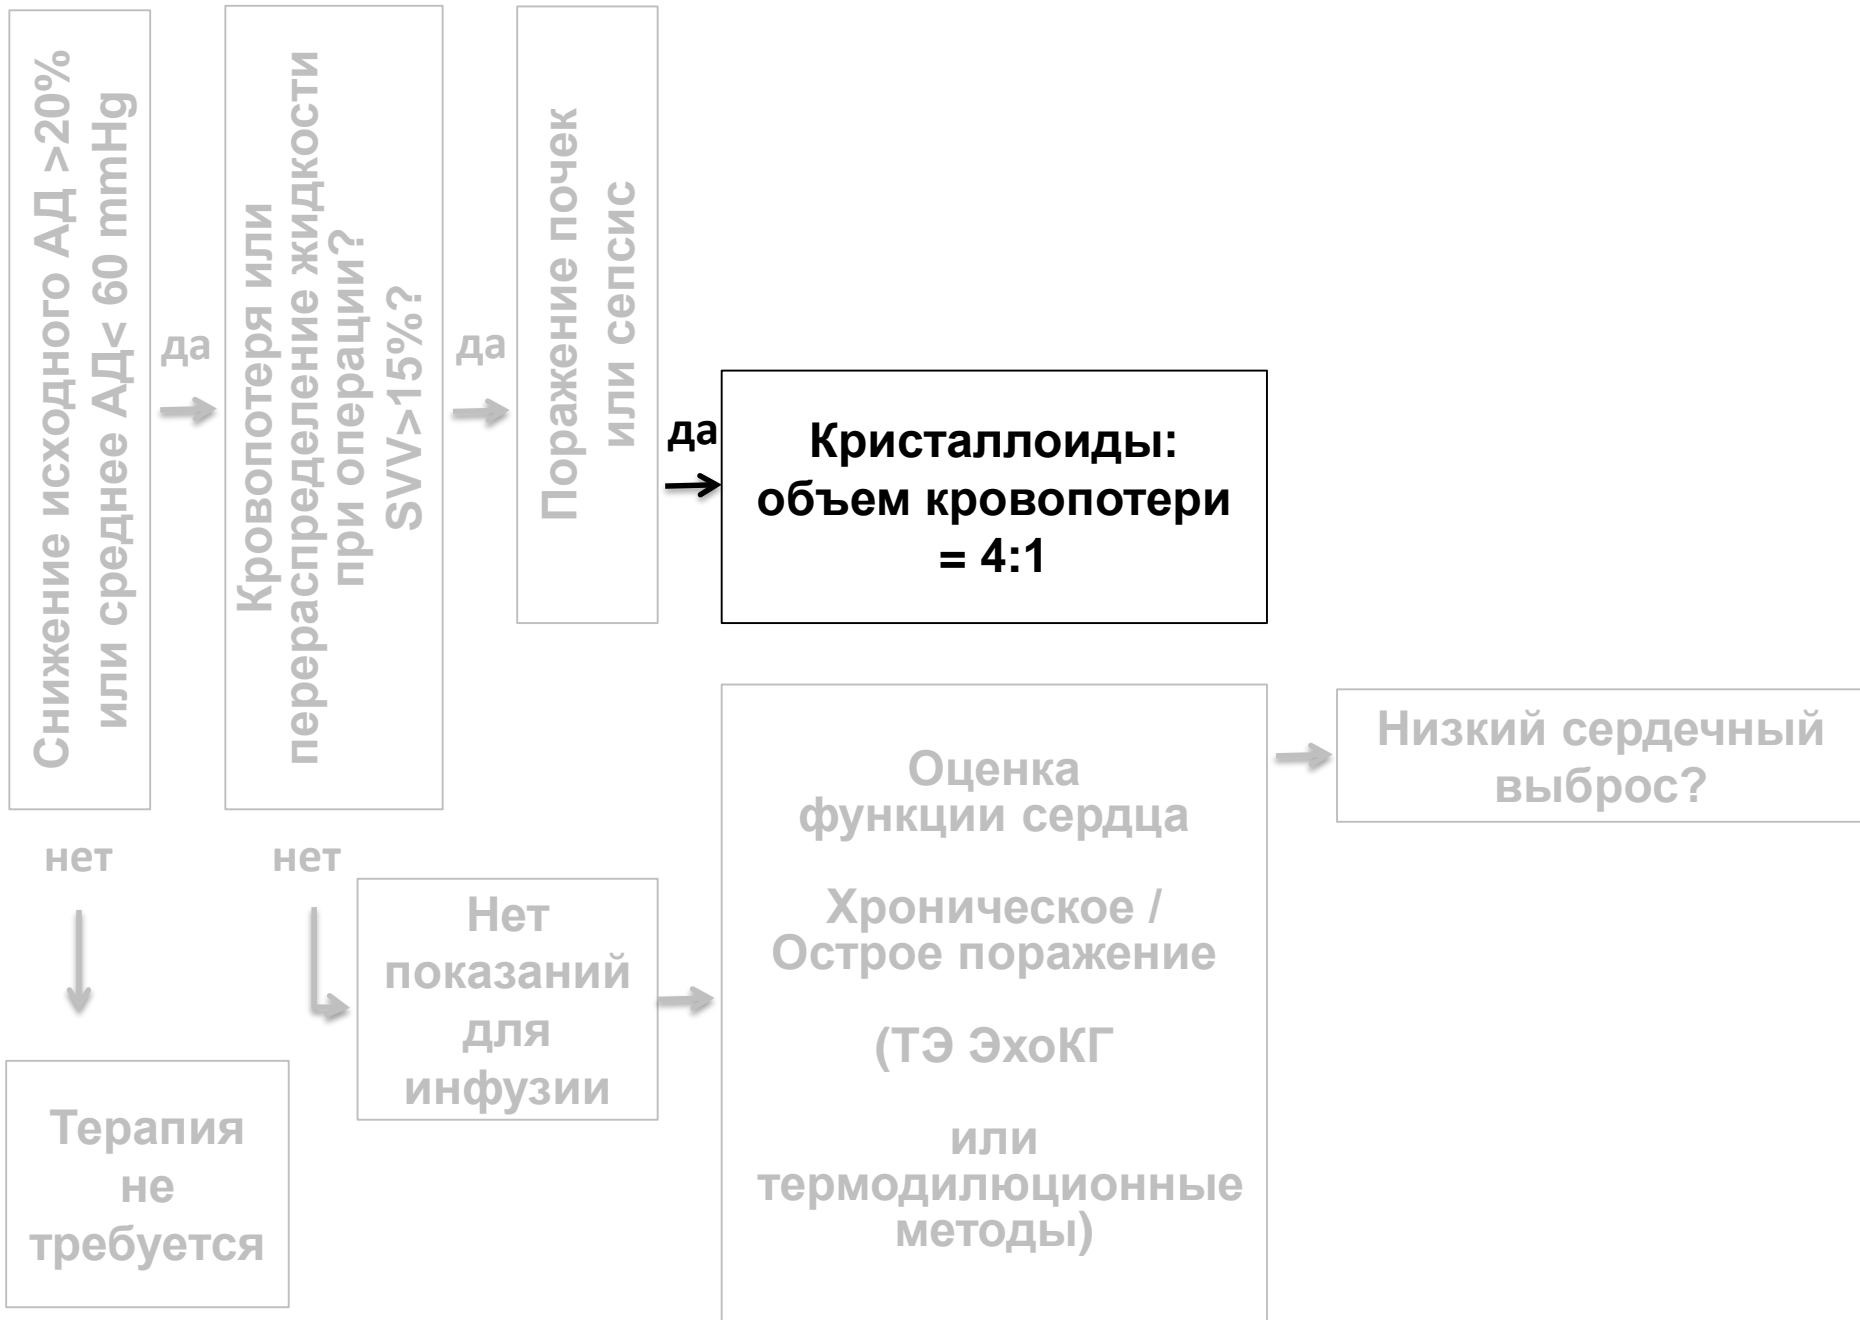 Снижение исходного АД >20%
или среднее АД< 60 mmHg
да
Кровопотеря или
перераспределение жидкости
при операции?
SVV>15%?
да
Поражение почек
или сепсис
да
Кристаллоиды:
объем кровопотери
= 4:1
нет
Терапия
не
требуется
нет
Нет
показаний
для
инфузии
Оценка
функции сердца
Хроническое /
Острое поражение
(ТЭ ЭхоКГ
или
термодилюционные
методы)
Низкий сердечный
выброс?